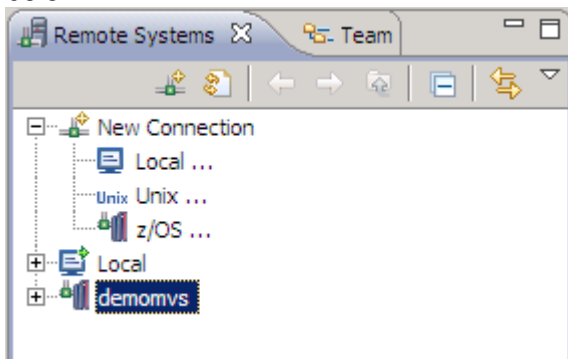 Remote Systems Team
New Connection
Local ...
Unix Unix ...
z/OS ...
Local
demomvs